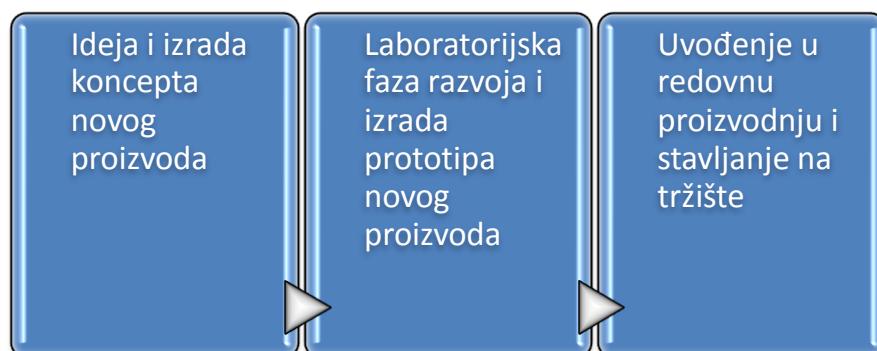 Ideja i izrada
koncepta
novog
proizvoda
Laboratorijska
faza razvoja i
izrada
prototipa
novog
proizvoda
Uvođenje u
redovnu
proizvodnju i
stavljanje na
tržište